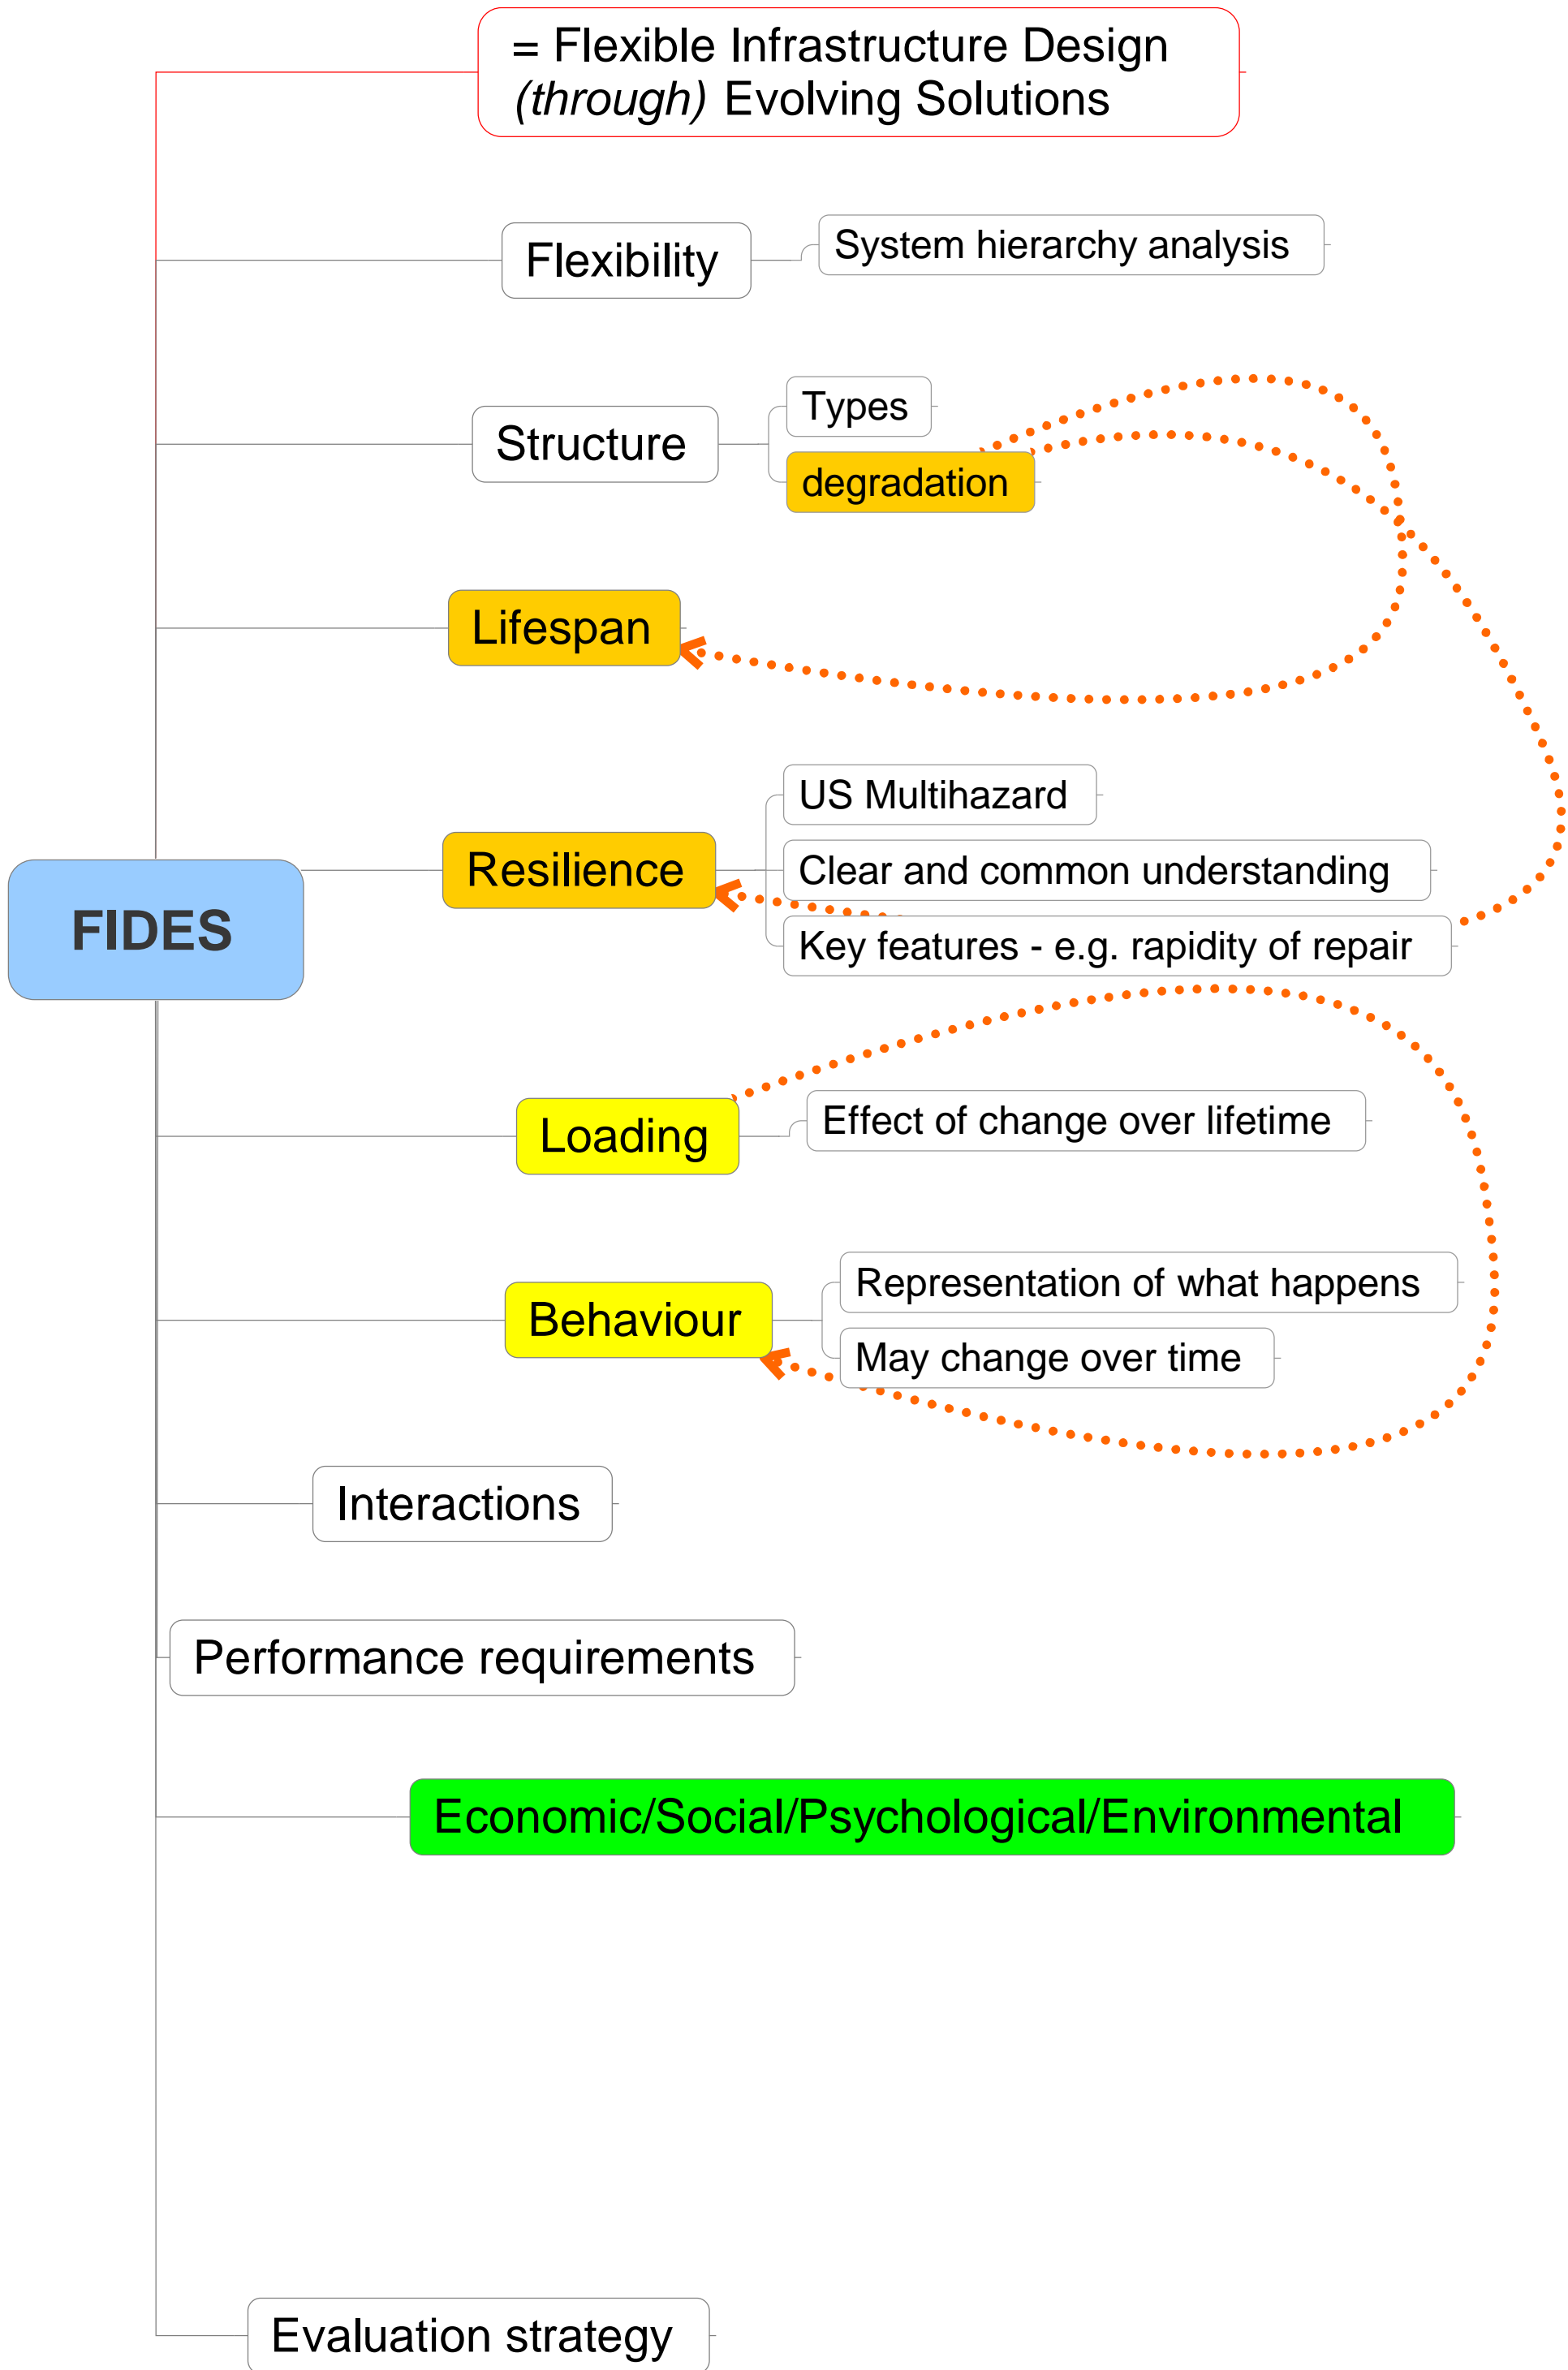 = Flexible Infrastructure Design
(through) Evolving Solutions
Flexibility
System hierarchy analysis
Structure
Types
degradation
Lifespan
FIDES
Resilience
US Multihazard
Clear and common understanding
Key features - e.g. rapidity of repair
Loading
Effect of change over lifetime
Behaviour
Representation of what happens
May change over time
Interactions
Performance requirements
Economic/Social/Psychological/Environmental
Evaluation strategy